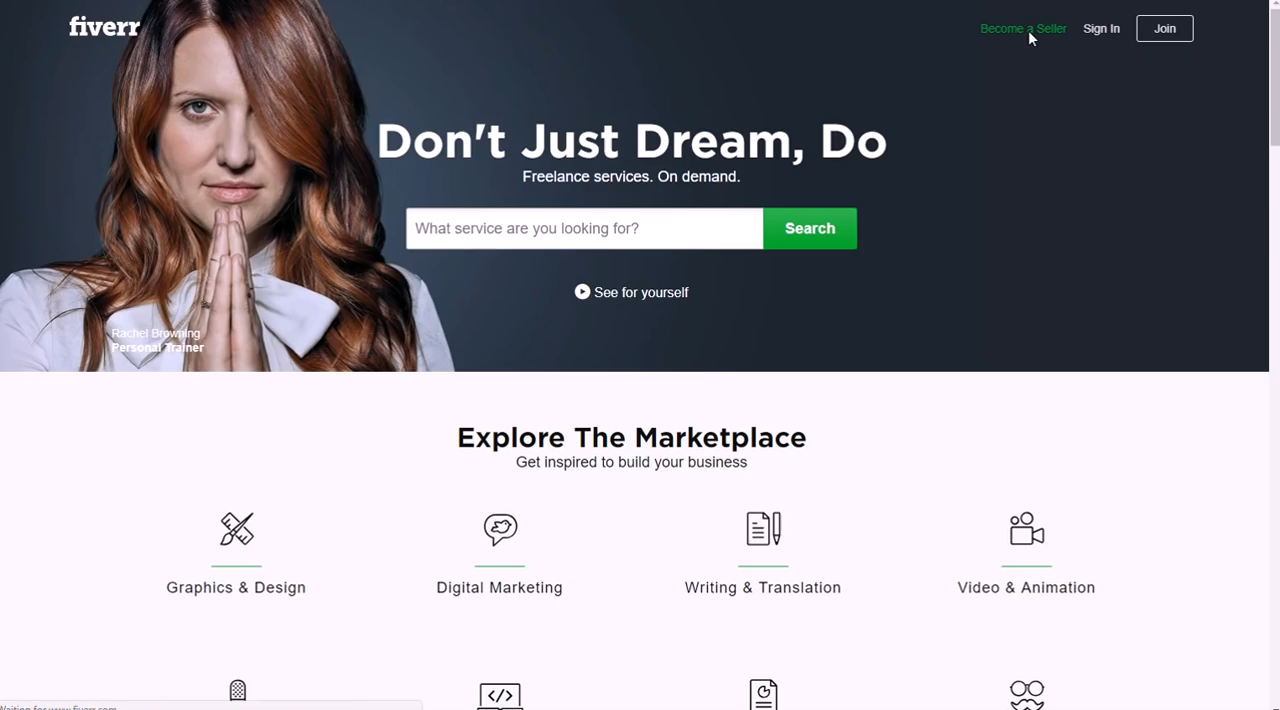 fiverr
Become a Seller
Sign In
Join
Don't Just Dream, Do
Freelance services. On demand.
What service are you looking for?
Search
See for yourself
Rachel Browning
Personal Trainer
Explore The Marketplace
Get inspired to build your business
Graphics & Design
Digital Marketing
Writing & Translation
Video & Animation
</>
Waiting for www.fiverr.com